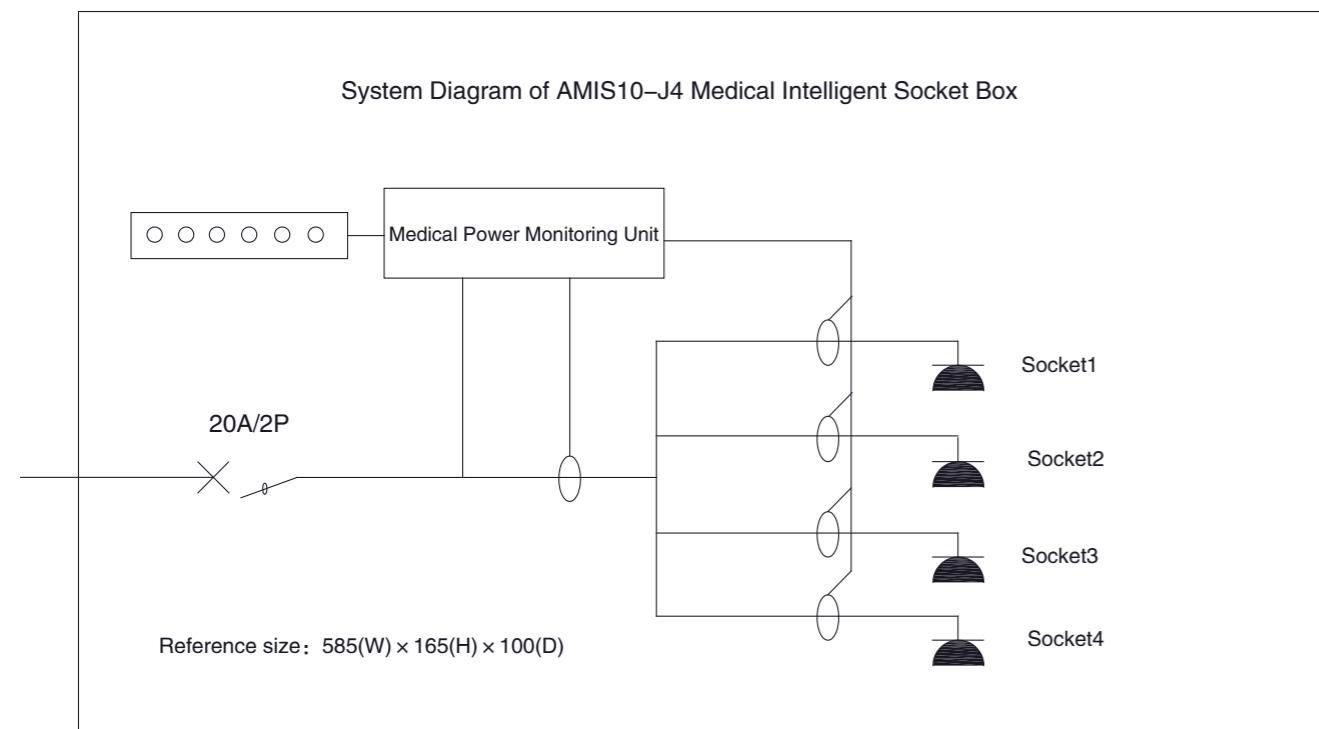 System Diagram of AMIS10–J4 Medical Intelligent Socket Box
Medical Power Monitoring Unit
Socket1
20A/2P
Socket2
Socket3
Socket4
Reference size：585(W) × 165(H) × 100(D)